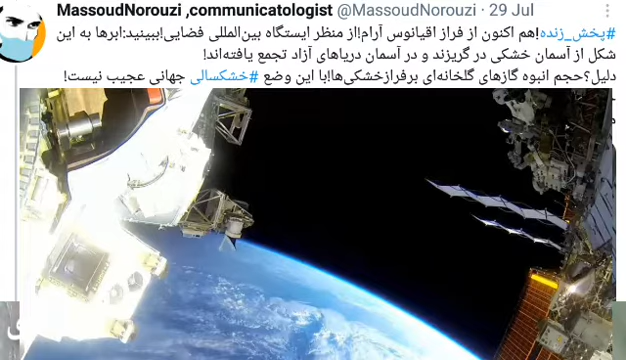 MassoudNorouzi ,communicatologist @MassoudNorouzi · 29 Jul
#پخش_زنده!هم اکنون از فراز اقیانوس آرام!از منظر ایستگاه بین‌المللی فضایی!ببینید:ابرها به این
شکل از آسمان خشکی در گریزند و در آسمان دریاهای آزاد تجمع یافته‌اند!
دلیل؟حجم انبوه گازهای گلخانه‌ای برفرازخشکی‌ها!با این وضع #خشکسالی جهانی عجیب نیست!